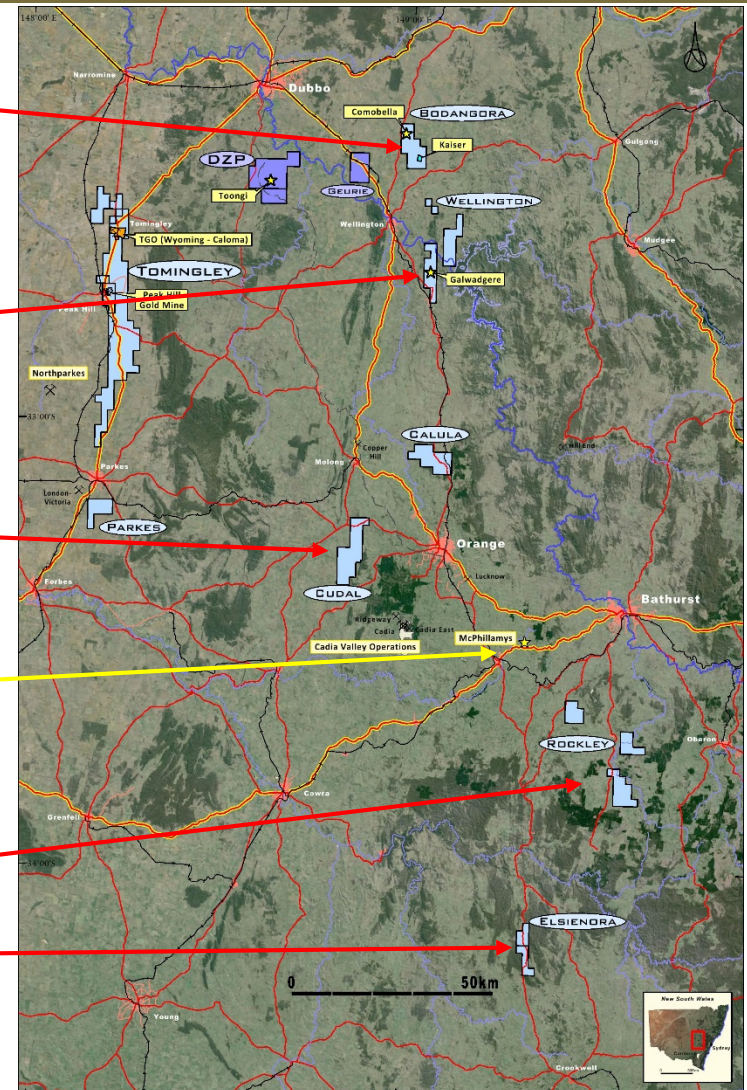 148°00' E
149°00' E
Narromine
Dubbo
Comobella
BODANGORA
Kaiser
Gulgong
DZP
Toongi
GEURIE
WELLINGTON
Wellington
Mudgee
Tomingley
TGO (Wyoming - Caloma)
TOMINGLEY
Galwadgere
Peak Hill
Gold Mine
Peak Hill
Northparkes
33°00'S
CALULA
Copper
Hill
Hill End
Molong
Parkes
London-
Victoria
PARKES
Orange
Forbes
CUDAL
Lucknow
Bathurst
Ridgeway
Cadia
Cadia East
McPhillamys
Cadia Valley Operations
ROCKLEY
Oberon
Cowra
Grenfell
34°00'S
ELSIENORA
0
50km
Young
New South Wales
Sydney
Crookwell